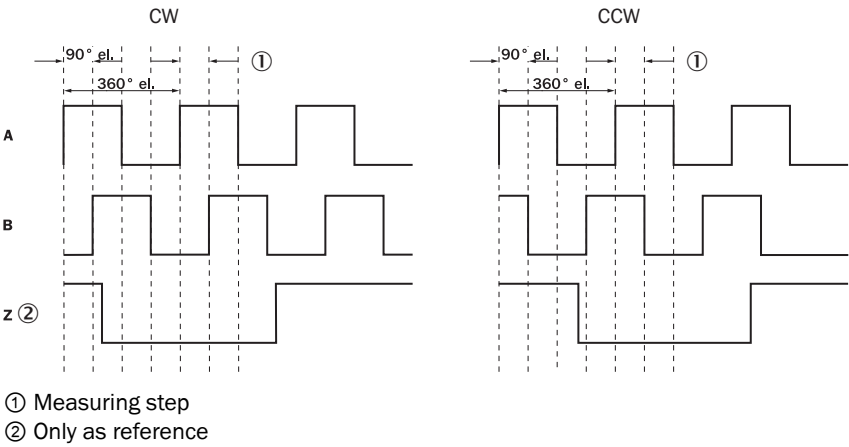 CW
CCW
90° el.
①
90° el.
①
360° el.
360° el.
A
B
Z ②
① Measuring step
② Only as reference